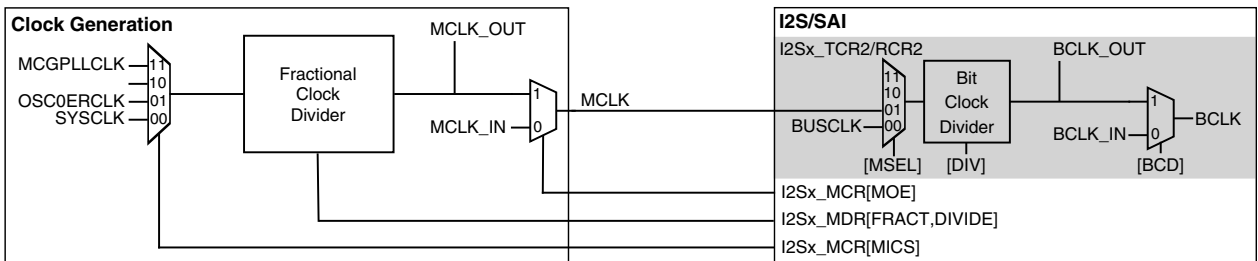 Clock Generation
MCGPLLCLK
OSC0ERCLK
SYSCLK
11
10
01
00
Fractional
Clock
Divider
MCLK_OUT
MCLK_IN
1
0
MCLK
I2S/SAI
I2Sx_TCR2/RCR2
BUSCLK
11
10
01
00
[MSEL]
Bit
Clock
Divider
[DIV]
BCLK_OUT
BCLK_IN
1
0
[BCD]
BCLK
I2Sx_MCR[MOE]
I2Sx_MDR[FRACT,DIVIDE]
I2Sx_MCR[MICS]